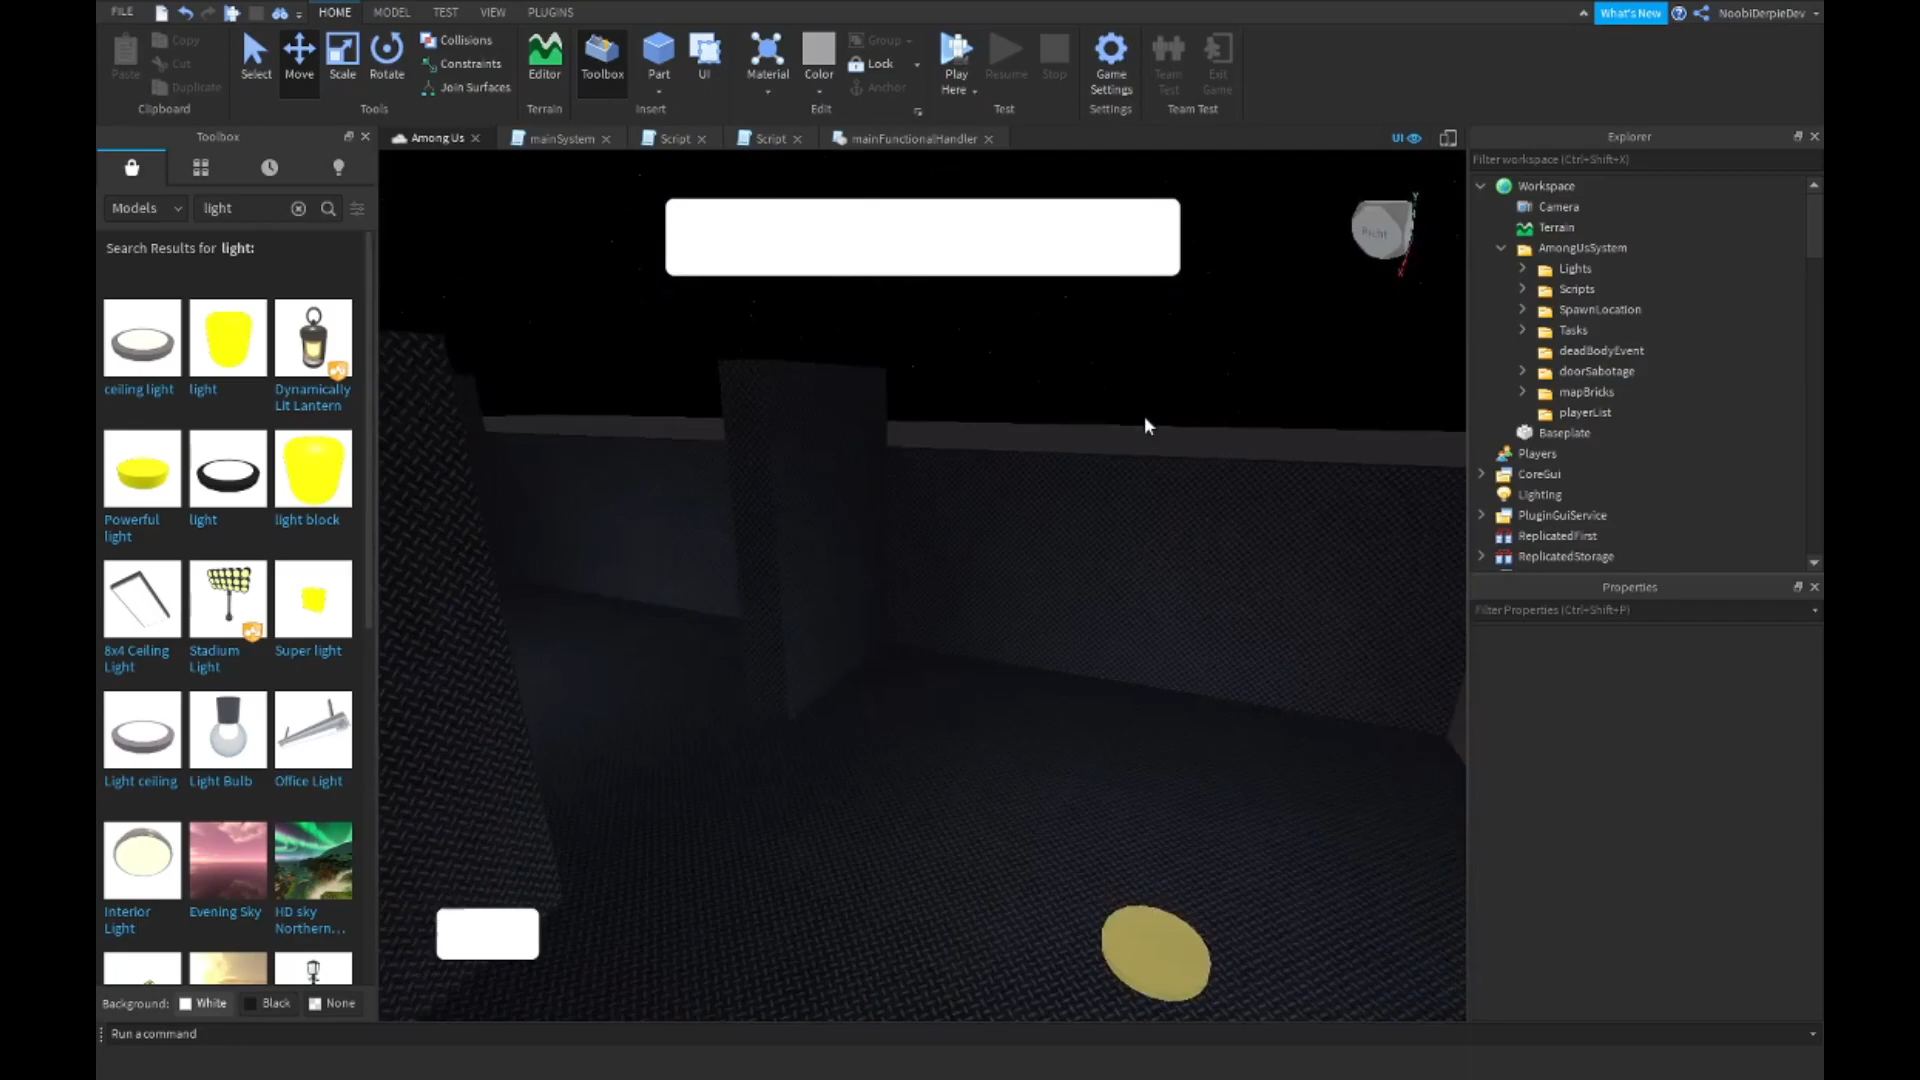 FILE HOME MODEL TEST VIEW PLUGINS What's New NoobiDerpieDev
Paste Copy Cut Duplicate Clipboard
Select Move Scale Rotate Collisions Constraints Join Surfaces Tools
Editor Terrain
Toolbox Part UI Insert
Material Color Group Lock Anchor Edit
Play Here Resume Stop Test
Game Settings Settings
Team Test Exit Game Team Test
Toolbox
Among Us mainSystem Script Script mainFunctionalHandler UI
Models light
Search Results for light:
ceiling light light Dynamically Lit Lantern
Powerful light light light block
8x4 Ceiling Light Stadium Light Super light
Light ceiling Light Bulb Office Light
Interior Light Evening Sky HD sky Northern...
Background: White Black None
Run a command
Right
Y
X
Explorer
Filter workspace (Ctrl+Shift+X)
Workspace
Camera
Terrain
AmongUsSystem
Lights
Scripts
SpawnLocation
Tasks
deadBodyEvent
doorSabotage
mapBricks
playerList
Baseplate
Players
CoreGui
Lighting
PluginGuiService
ReplicatedFirst
ReplicatedStorage
Properties
Filter Properties (Ctrl+Shift+P)